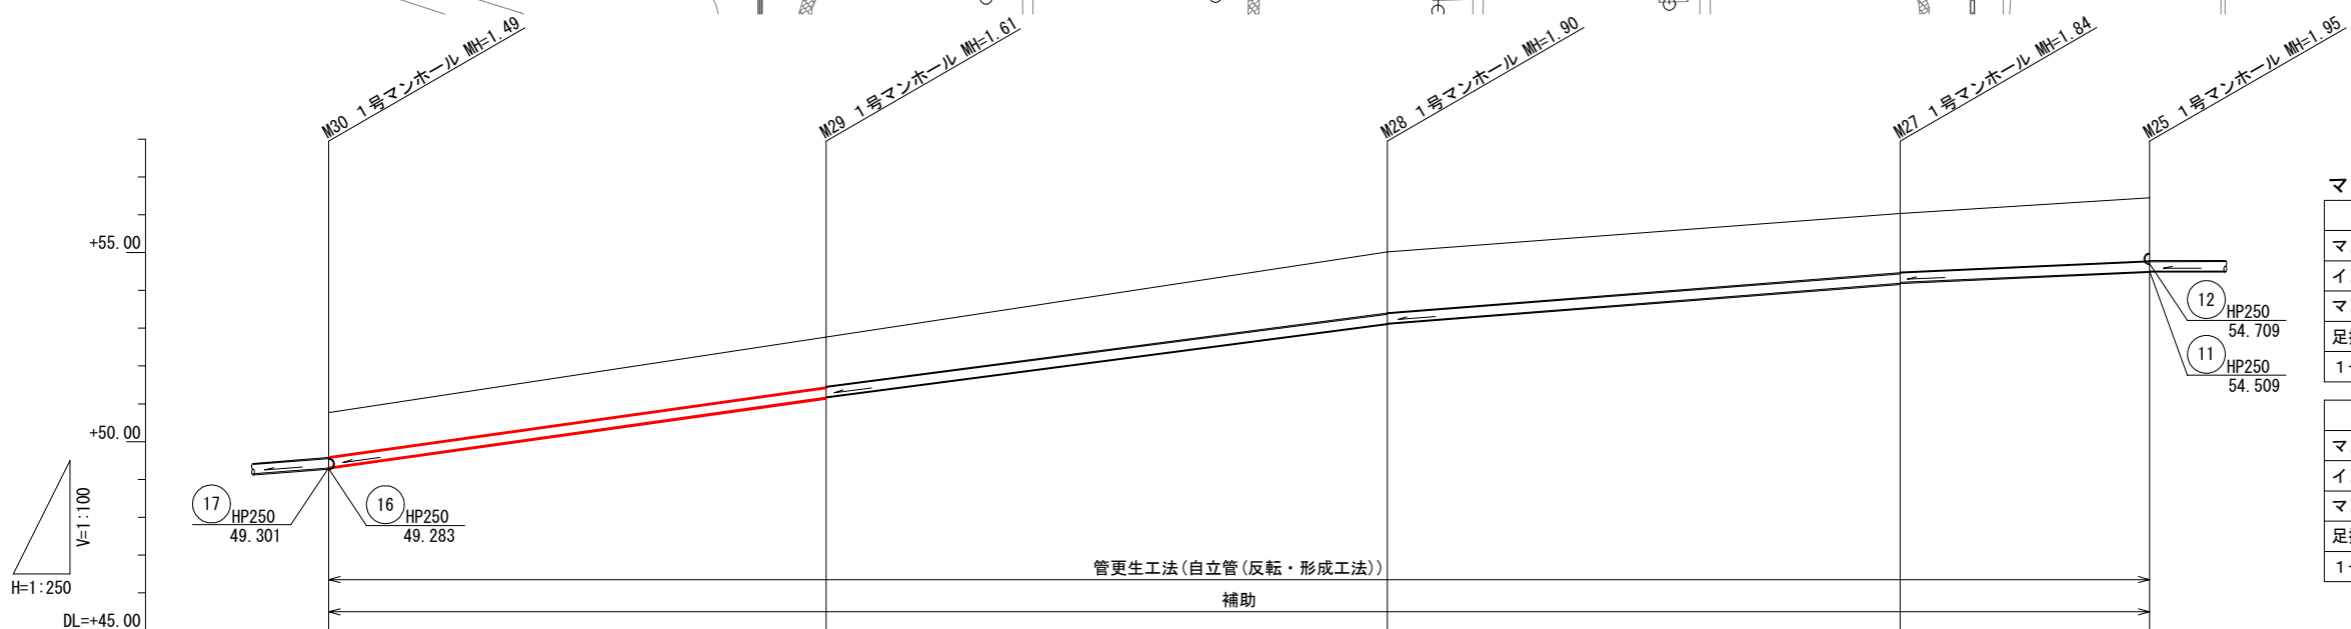 M30 1号マンホール MH=1.49
M29 1号マンホール MH=1.61
M28 1号マンホール MH=1.90
M27 1号マンホール MH=1.84
M25 1号マンホール MH=1.95
+55.00
+50.00
DL=+45.00
V=1:100
H=1:250
17
HP250
49.301
16
HP250
49.283
12
HP250
54.709
11
HP250
54.509
管更生工法(自立管(反転・形成工法))
補助
マ
マ
イ
マ
足
1
マ
イ
マ
足
1